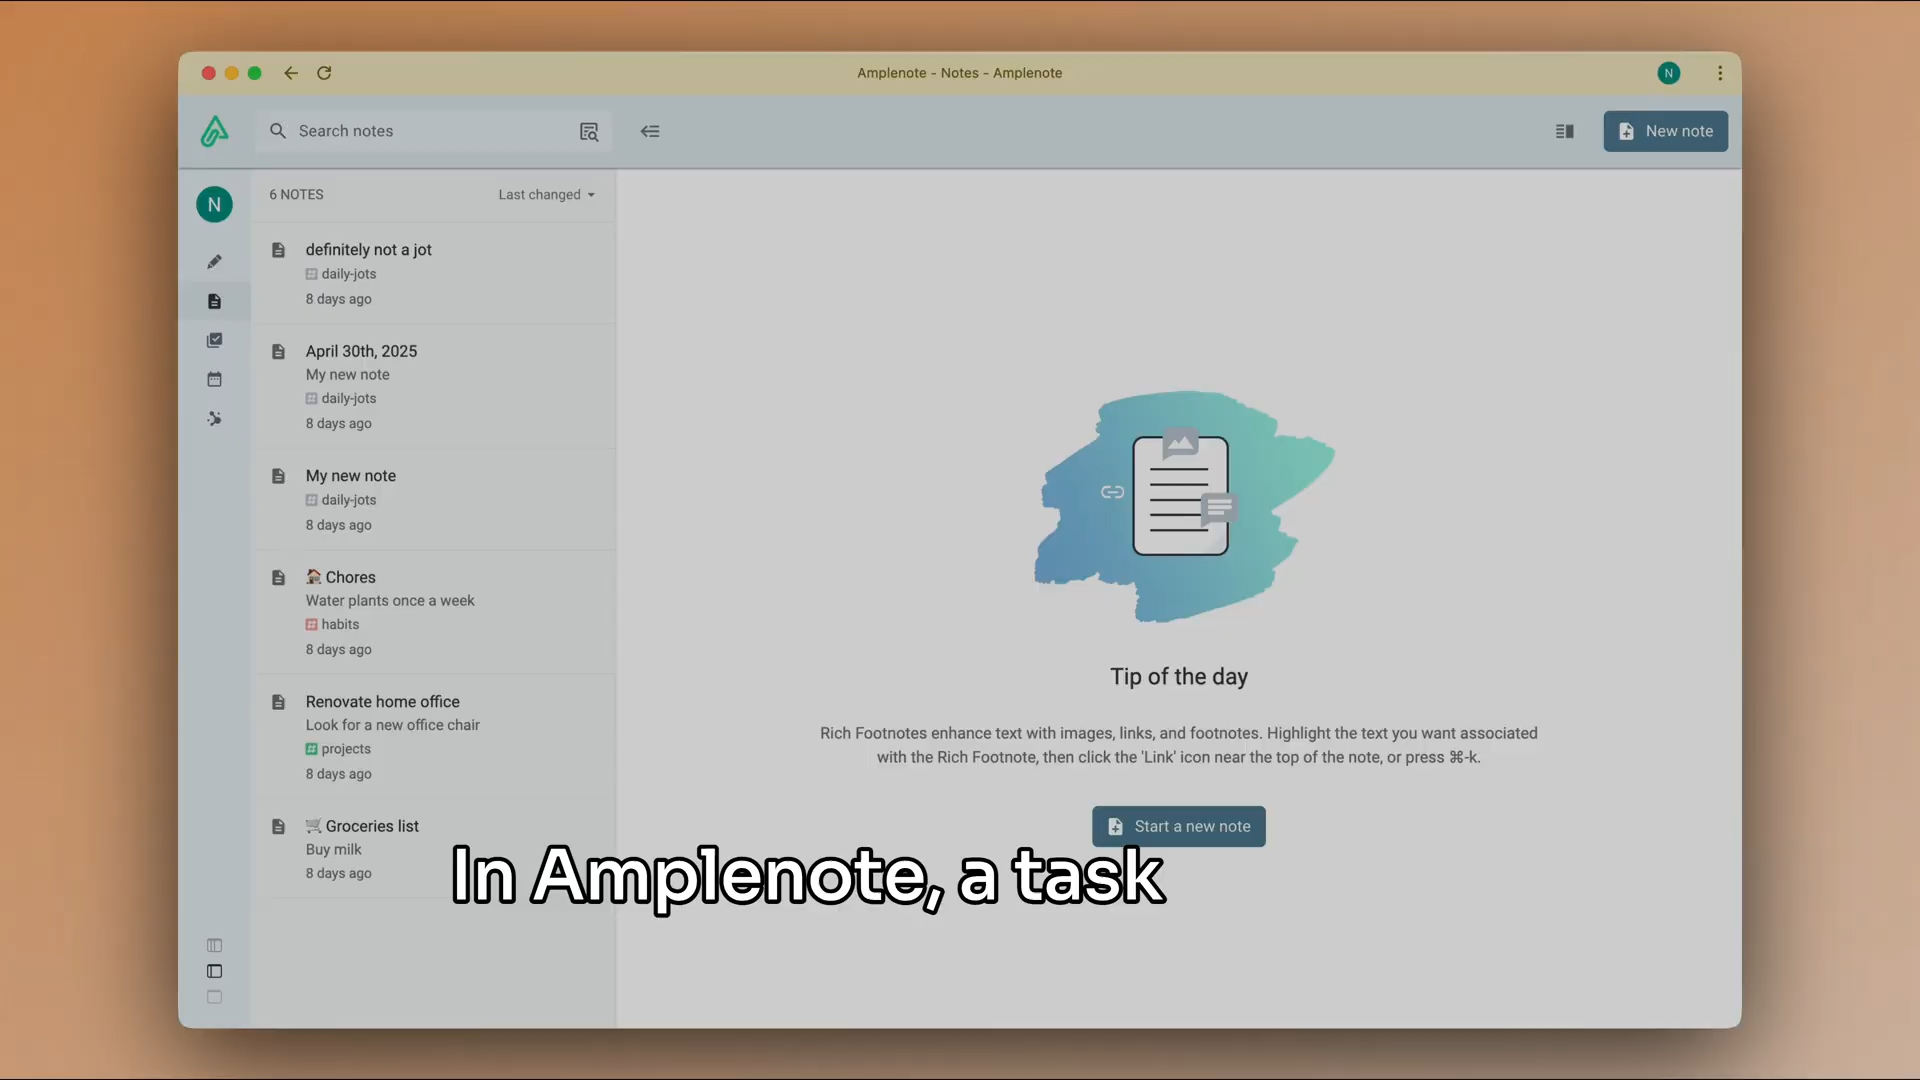 Amplenote - Notes - Amplenote
N
Search notes
New note
N
6 NOTES
Last changed
definitely not a jot
daily-jots
8 days ago
April 30th, 2025
My new note
daily-jots
8 days ago
My new note
daily-jots
8 days ago
Chores
Water plants once a week
habits
8 days ago
Renovate home office
Look for a new office chair
projects
8 days ago
Groceries list
Buy milk
8 days ago
Tip of the day
Rich Footnotes enhance text with images, links, and footnotes. Highlight the text you want associated
with the Rich Footnote, then click the 'Link' icon near the top of the note, or press ⌘-k.
Start a new note
In Amplenote, a task